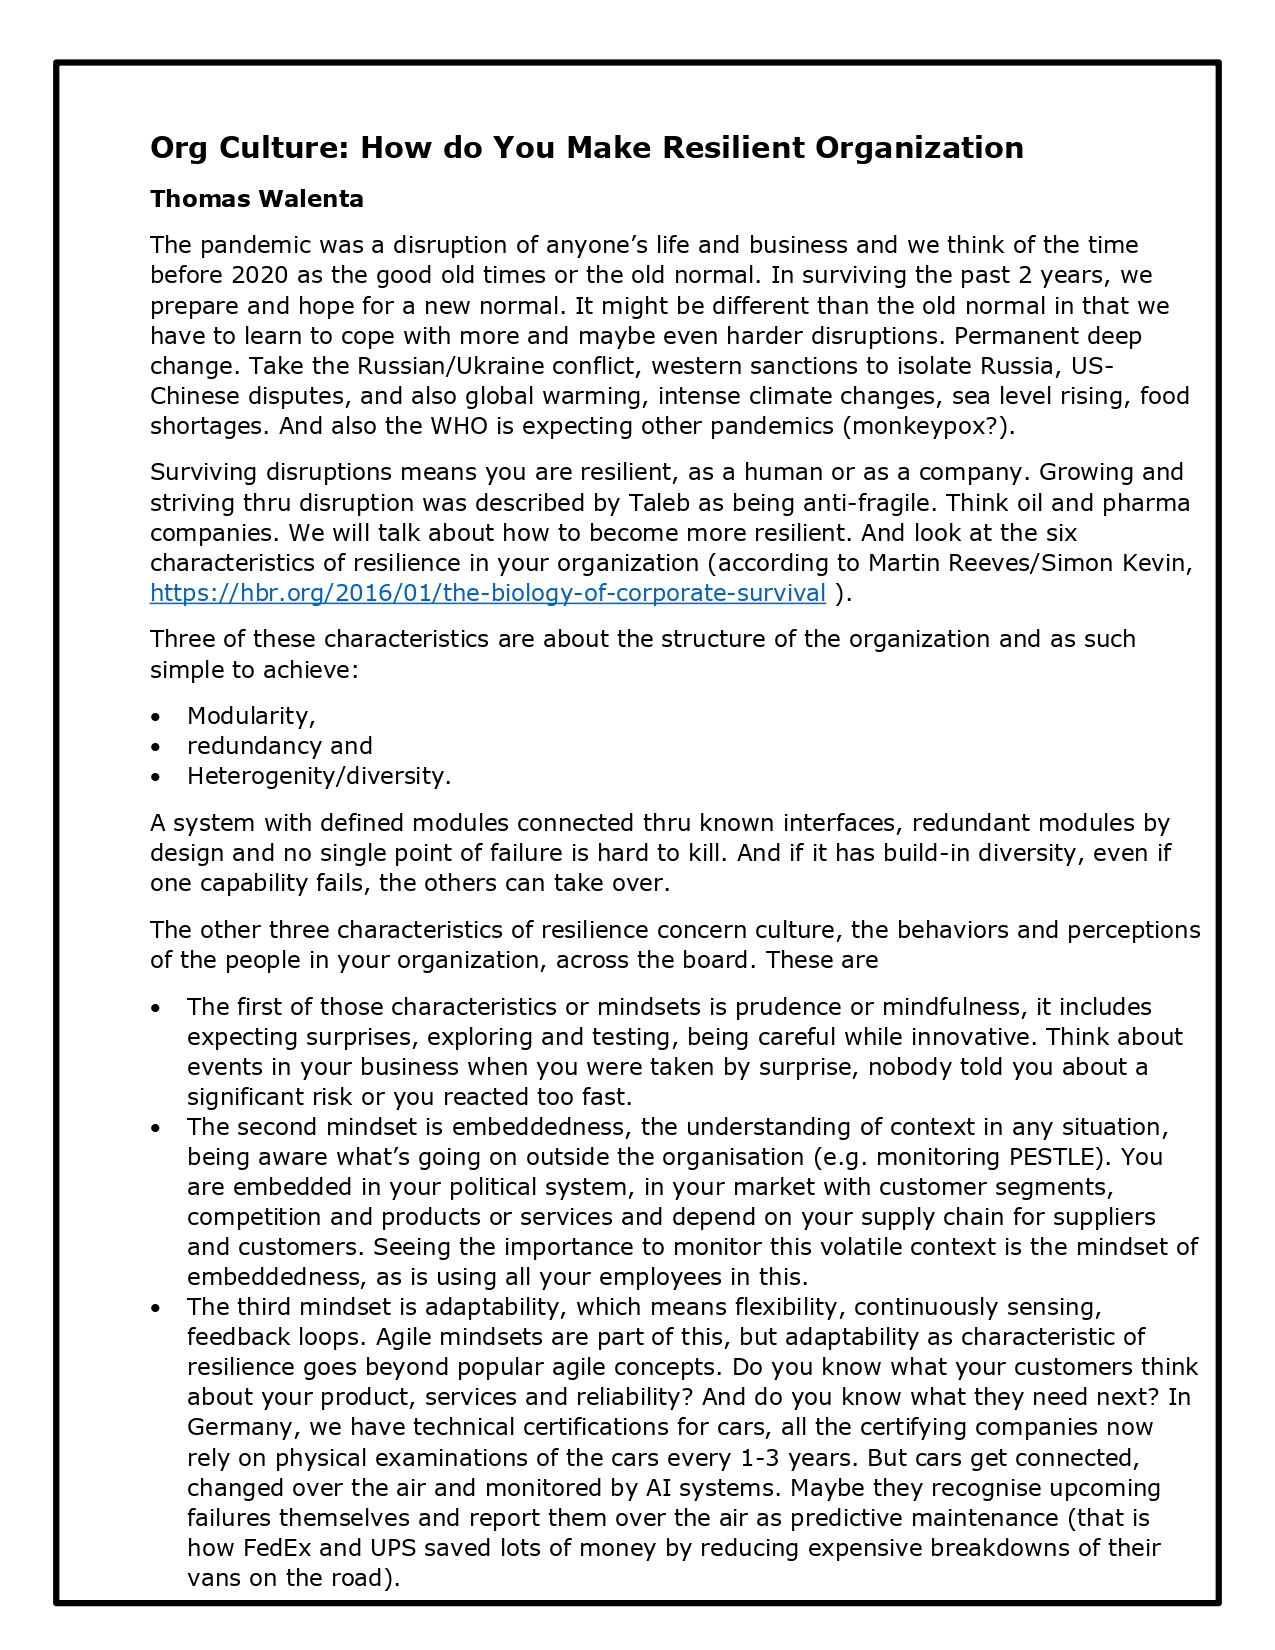 Org Culture: How do You Make Resilient Organization
Thomas Walenta
The pandemic was a disruption of anyone’s life and business and we think of the time
before 2020 as the good old times or the old normal. In surviving the past 2 years, we
prepare and hope for a new normal. It might be different than the old normal in that we
have to learn to cope with more and maybe even harder disruptions. Permanent deep
change. Take the Russian/Ukraine conflict, western sanctions to isolate Russia, US-
Chinese disputes, and also global warming, intense climate changes, sea level rising, food
shortages. And also the WHO is expecting other pandemics (monkeypox?).
Surviving disruptions means you are resilient, as a human or as a company. Growing and
striving thru disruption was described by Taleb as being anti-fragile. Think oil and pharma
companies. We will talk about how to become more resilient. And look at the six
characteristics of resilience in your organization (according to Martin Reeves/Simon Kevin,
https://hbr.org/2016/01/the-biology-of-corporate-survival ).
Three of these characteristics are about the structure of the organization and as such
simple to achieve:
• Modularity,
• redundancy and
• Heterogenity/diversity.
A system with defined modules connected thru known interfaces, redundant modules by
design and no single point of failure is hard to kill. And if it has build-in diversity, even if
one capability fails, the others can take over.
The other three characteristics of resilience concern culture, the behaviors and perceptions
of the people in your organization, across the board. These are
• The first of those characteristics or mindsets is prudence or mindfulness, it includes
expecting surprises, exploring and testing, being careful while innovative. Think about
events in your business when you were taken by surprise, nobody told you about a
significant risk or you reacted too fast.
• The second mindset is embeddedness, the understanding of context in any situation,
being aware what’s going on outside the organisation (e.g. monitoring PESTLE). You
are embedded in your political system, in your market with customer segments,
competition and products or services and depend on your supply chain for suppliers
and customers. Seeing the importance to monitor this volatile context is the mindset of
embeddedness, as is using all your employees in this.
• The third mindset is adaptability, which means flexibility, continuously sensing,
feedback loops. Agile mindsets are part of this, but adaptability as characteristic of
resilience goes beyond popular agile concepts. Do you know what your customers think
about your product, services and reliability? And do you know what they need next? In
Germany, we have technical certifications for cars, all the certifying companies now
rely on physical examinations of the cars every 1-3 years. But cars get connected,
changed over the air and monitored by AI systems. Maybe they recognise upcoming
failures themselves and report them over the air as predictive maintenance (that is
how FedEx and UPS saved lots of money by reducing expensive breakdowns of their
vans on the road).